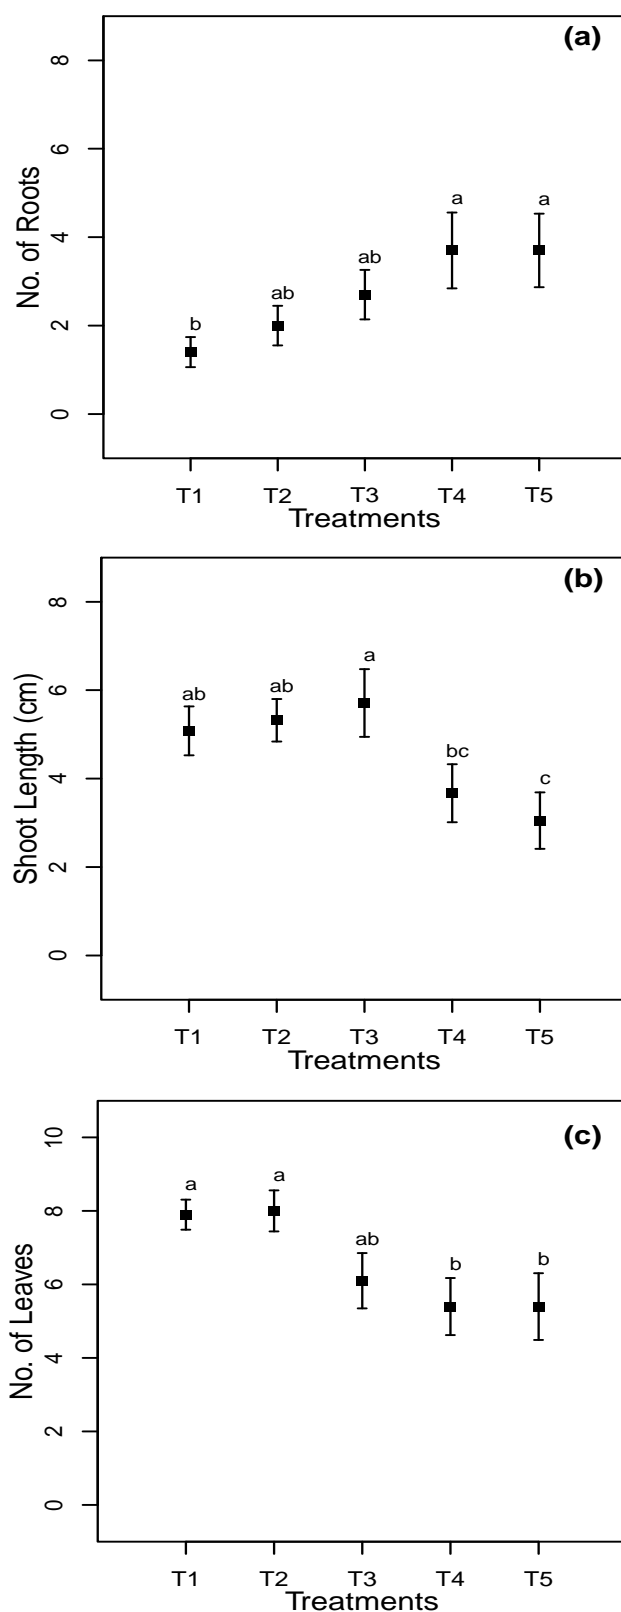 (a)
8
6
4
2
0
No. of Roots
b
ab
ab
a
a
T1 T2 T3 T4 T5
Treatments
(b)
8
6
4
2
0
Shoot Length (cm)
ab
ab
a
bc
c
T1 T2 T3 T4 T5
Treatments
(c)
10
8
6
4
2
0
No. of Leaves
a
a
ab
b
b
T1 T2 T3 T4 T5
Treatments